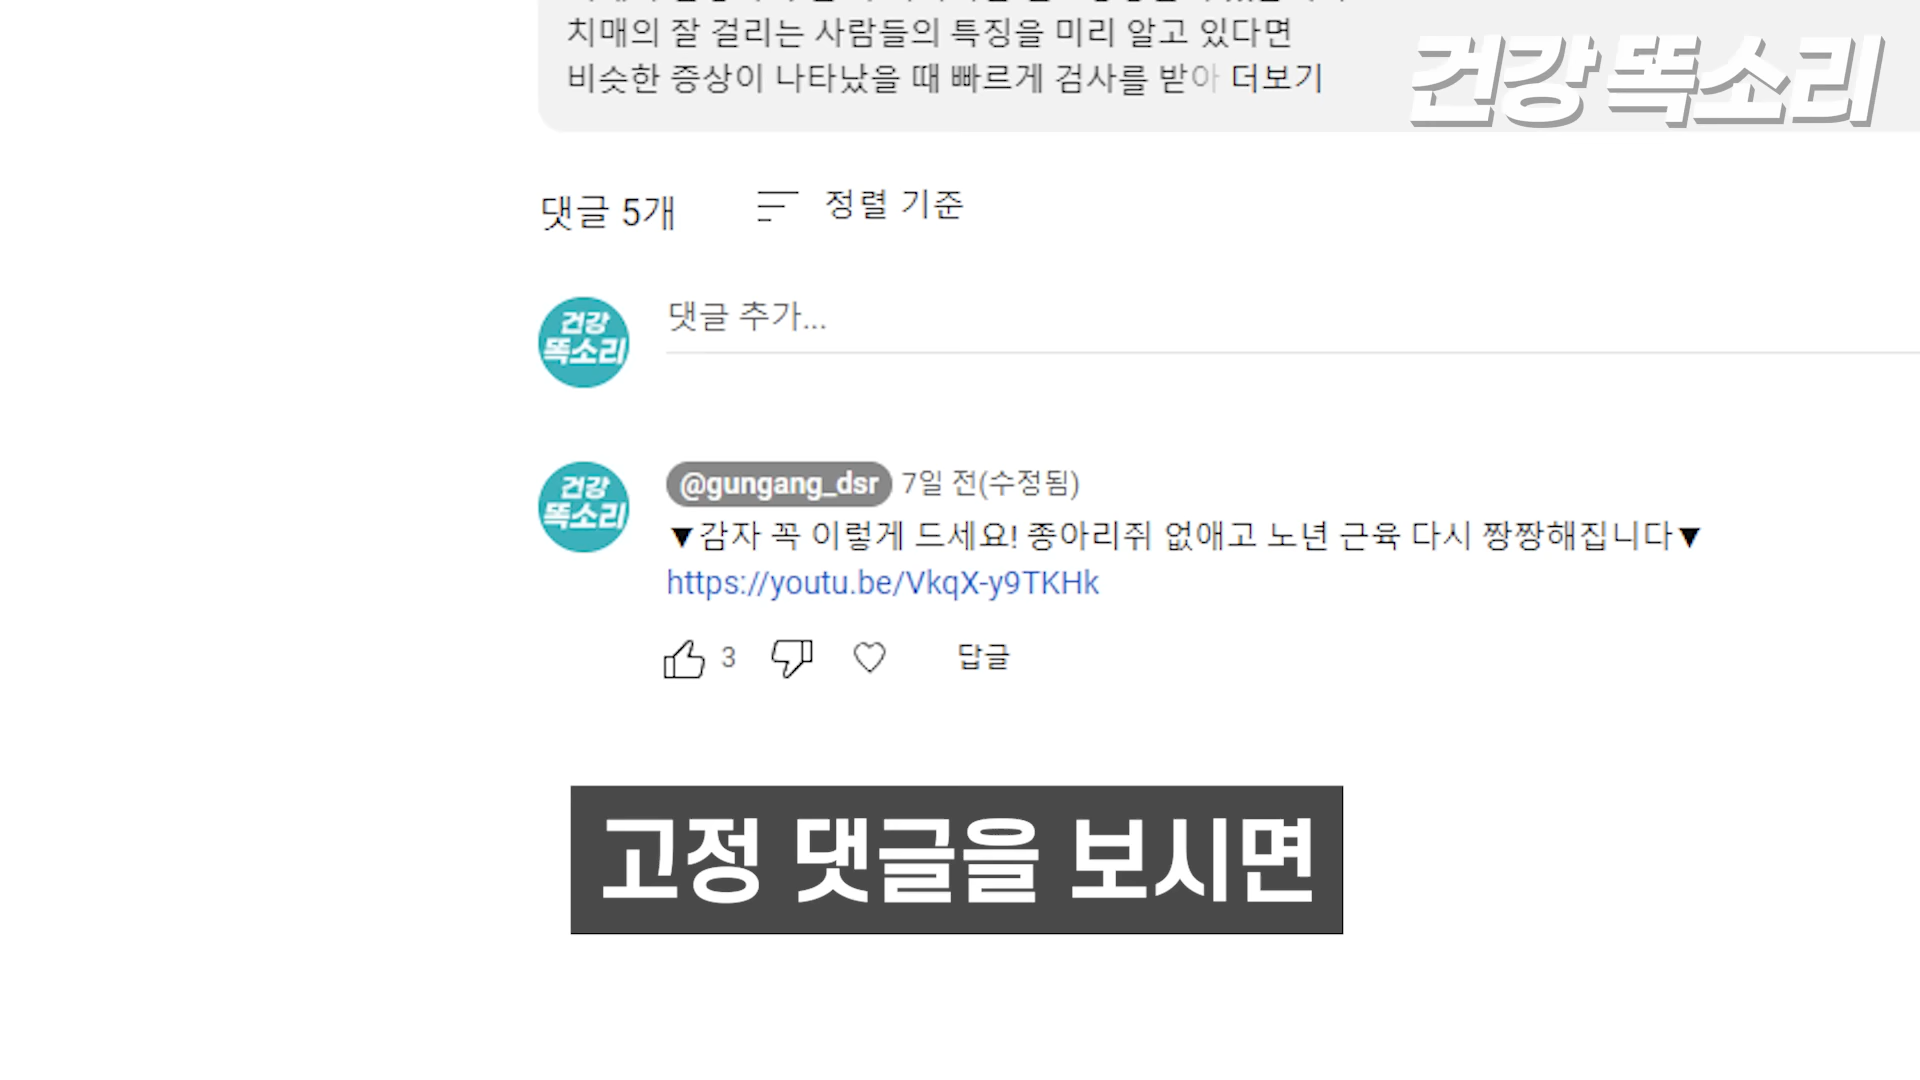 치매의 잘 걸리는 사람들의 특징을 미리 알고 있다면
비슷한 증상이 나타났을 때 빠르게 검사를 받아 더보기
건강 똑소리
댓글 5개
정렬 기준
건강
똑소리
댓글 추가...
건강
똑소리
@gungang_dsr 7일 전(수정됨)
▼감자 꼭 이렇게 드세요! 종아리쥐 없애고 노년 근육 다시 짱짱해집니다▼
https://youtu.be/VkqX-y9TKHk
3
답글
고정 댓글을 보시면